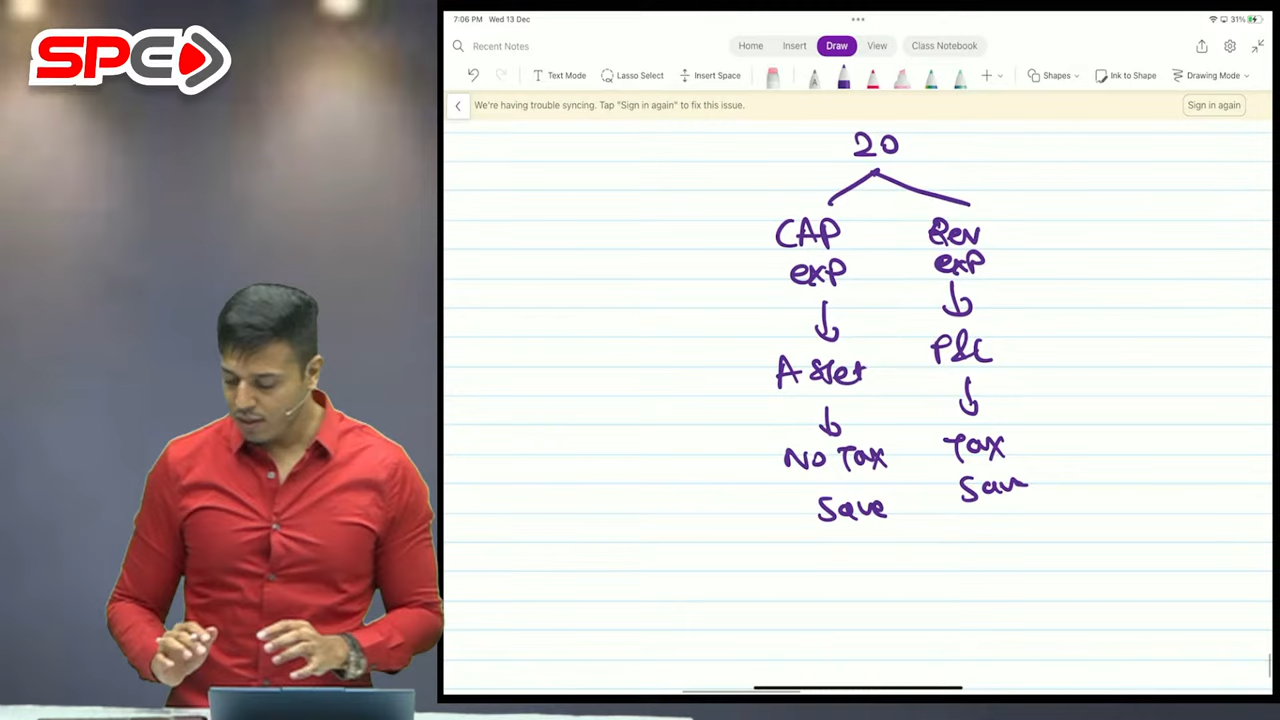 SPED
7:06 PM Wed 13 Dec
31%
Recent Notes
Home Insert Draw View Class Notebook
Text Mode Lasso Select Insert Space Shapes Ink to Shape Drawing Mode
We're having trouble syncing. Tap "Sign in again" to fix this issue. Sign in again
20
CAP Rev
exp exp
Asset P&L
No Tax Tax
Save Save